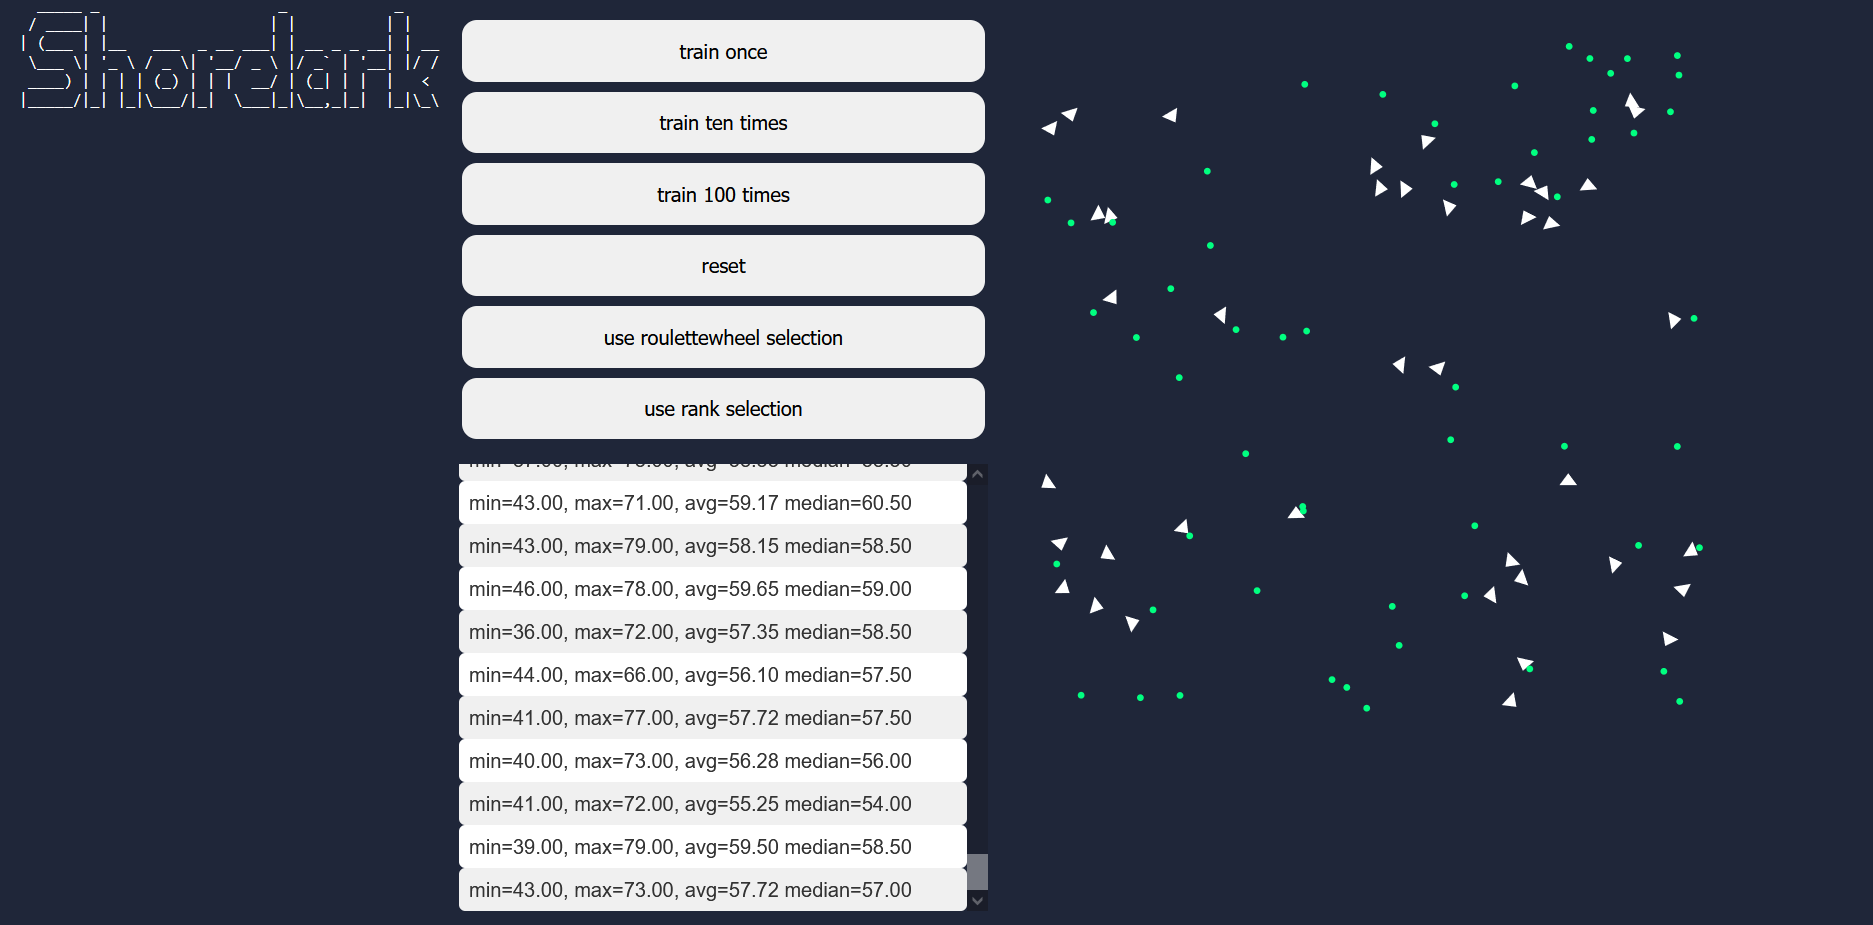 Shorelark
train once
train ten times
train 100 times
reset
use roulettewheel selection
use rank selection
min=43.00, max=71.00, avg=59.17 median=60.50
min=43.00, max=79.00, avg=58.15 median=58.50
min=46.00, max=78.00, avg=59.65 median=59.00
min=36.00, max=72.00, avg=57.35 median=58.50
min=44.00, max=66.00, avg=56.10 median=57.50
min=41.00, max=77.00, avg=57.72 median=57.50
min=40.00, max=73.00, avg=56.28 median=56.00
min=41.00, max=72.00, avg=55.25 median=54.00
min=39.00, max=79.00, avg=59.50 median=58.50
min=43.00, max=73.00, avg=57.72 median=57.00